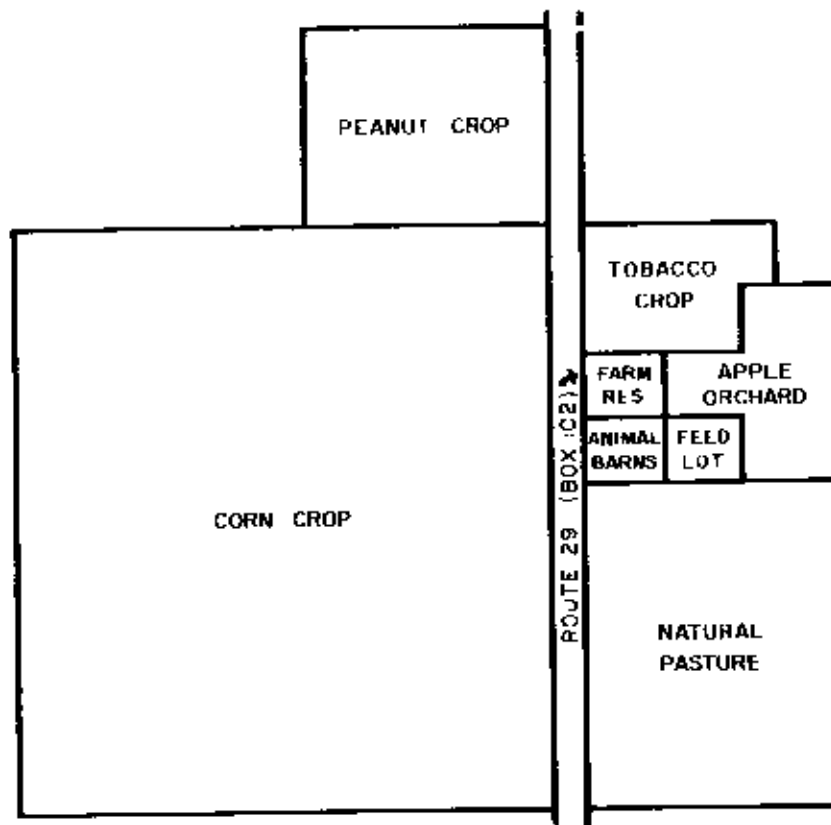 PEANUT CROP
TOBACCO
CROP
FARM
RES
APPLE
ORCHARD
ANIMAL
BARNS
FEED
LOT
CORN CROP
ROUTE 29 (BOX 102)
NATURAL
PASTURE